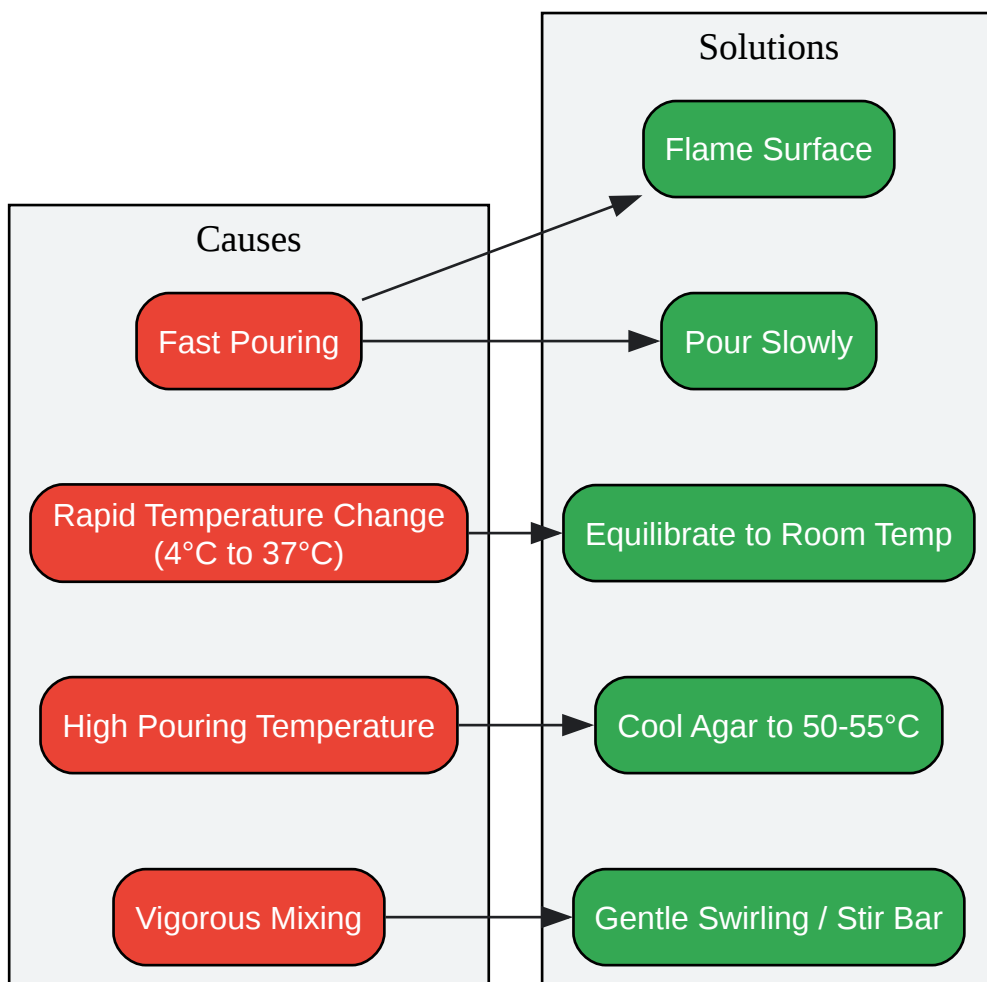 Solutions
Flame Surface
Causes
Fast Pouring
Pour Slowly
Rapid Temperature Change
(4°C to 37°C)
Equilibrate to Room Temp
High Pouring Temperature
Cool Agar to 50-55°C
Vigorous Mixing
Gentle Swirling / Stir Bar